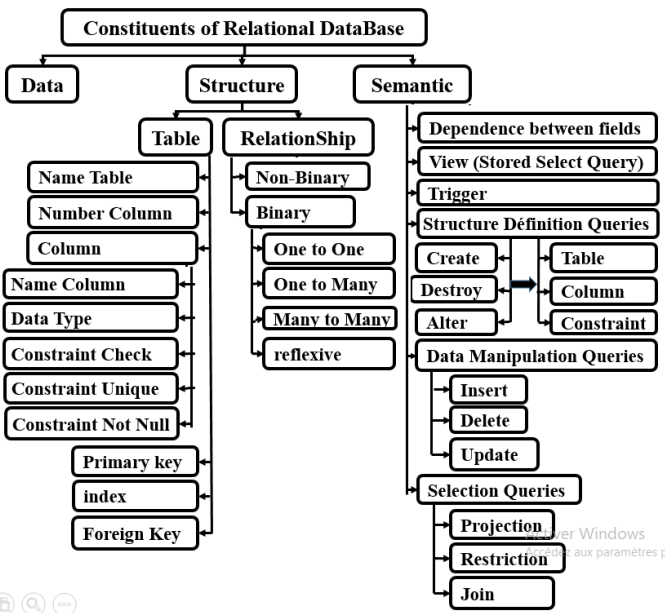 Constituents of Relational DataBase
Data
Structure
Semantic
Table
RelationShip
Name Table
Number Column
Column
Name Column
Data Type
Constraint Check
Constraint Unique
Constraint Not Null
Primary key
index
Foreign Key
Non-Binary
Binary
One to One
One to Many
Many to Many
reflexive
Dependence between fields
View (Stored Select Query)
Trigger
Structure Définition Queries
Create
Destroy
Alter
Table
Column
Constraint
Data Manipulation Queries
Insert
Delete
Update
Selection Queries
Projection
Restriction
Join
Activer Windows
Accédez aux paramètres p